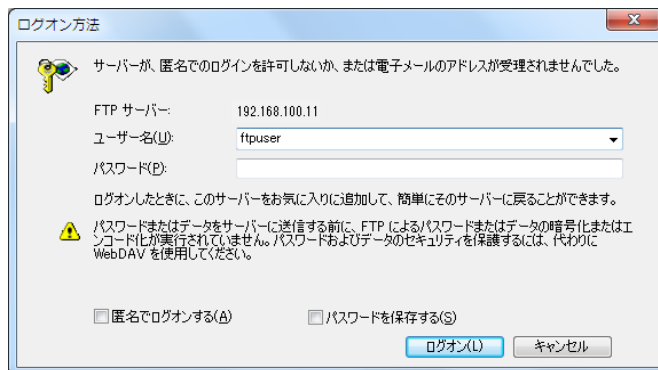 ログオン方法
サーバーが、匿名でのログインを許可しないか、または電子メールのアドレスが受理されませんでした。
FTP サーバー: 192.168.100.11
ユーザー名(U): ftpuser
パスワード(P):
ログオンしたときに、このサーバーをお気に入りに追加して、簡単にそのサーバーに戻ることができます。
パスワードまたはデータをサーバーに送信する前に、FTP によるパスワードまたはデータの暗号化またはエ
ンコード化が実行されていません。パスワードおよびデータのセキュリティを保護するには、代わりに
WebDAV を使用してください。
匿名でログオンする(A) パスワードを保存する(S)
ログオン(L) キャンセル